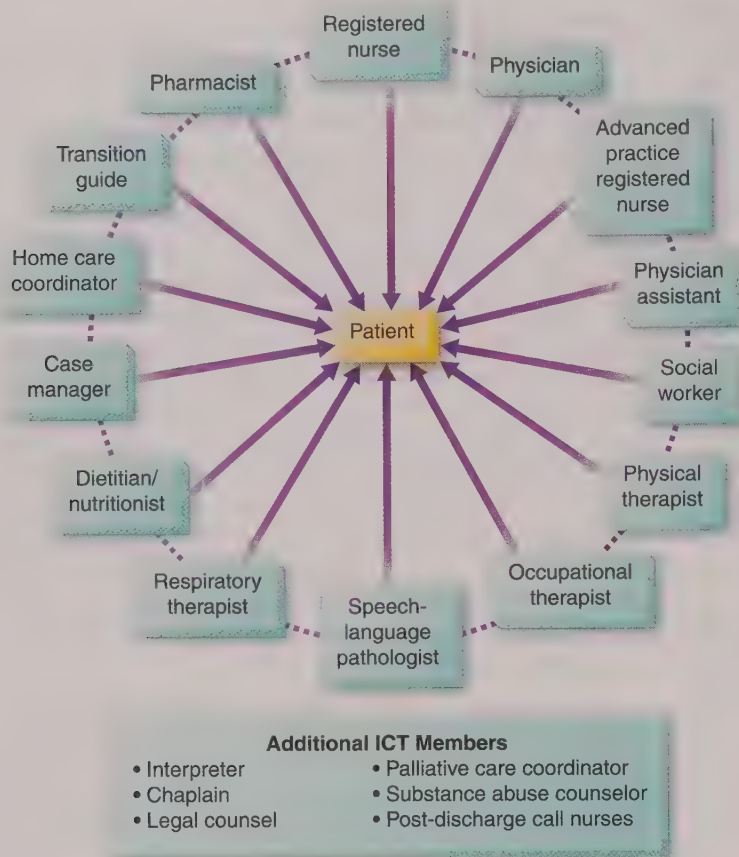 Registered
nurse
Physician
Advanced
practice
registered
nurse
Physician
assistant
Social
worker
Physical
therapist
Occupational
therapist
Speech-
language
pathologist
Respiratory
therapist
Dietitian/
nutritionist
Case
manager
Home care
coordinator
Transition
guide
Pharmacist
Patient
Additional ICT Members
• Interpreter
• Chaplain
• Legal counsel
• Palliative care coordinator
• Substance abuse counselor
• Post-discharge call nurses